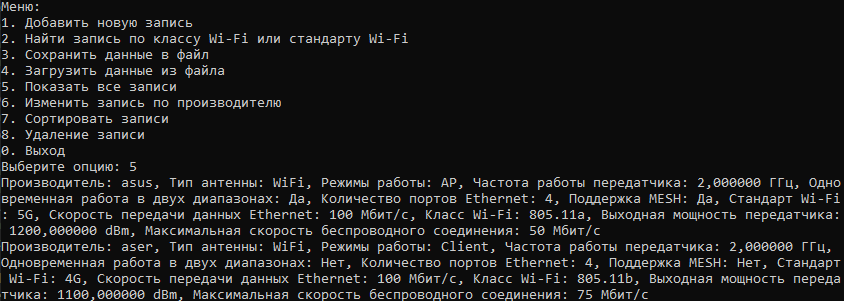 Меню:
1. Добавить новую запись
2. Найти запись по классу Wi-Fi или стандарту Wi-Fi
3. Сохранить данные в файл
4. Загрузить данные из файла
5. Показать все записи
6. Изменить запись по производителю
7. Сортировать записи
8. Удаление записи
0. Выход
Выберите опцию: 5
Производитель: asus, Тип антенны: WiFi, Режимы работы: AP, Частота работы передатчика: 2,000000 ГГц, Одно
временная работа в двух диапазонах: Да, Количество портов Ethernet: 4, Поддержка MESH: Да, Стандарт Wi-Fi
: 5G, Скорость передачи данных Ethernet: 100 Мбит/с, Класс Wi-Fi: 805.11a, Выходная мощность передатчика:
 1200,000000 dBm, Максимальная скорость беспроводного соединения: 50 Мбит/с
Производитель: aser, Тип антенны: WiFi, Режимы работы: Client, Частота работы передатчика: 2,000000 ГГц,
Одновременная работа в двух диапазонах: Нет, Количество портов Ethernet: 4, Поддержка MESH: Нет, Стандарт
 Wi-Fi: 4G, Скорость передачи данных Ethernet: 100 Мбит/с, Класс Wi-Fi: 805.11b, Выходная мощность переда
тчика: 1100,000000 dBm, Максимальная скорость беспроводного соединения: 75 Мбит/с